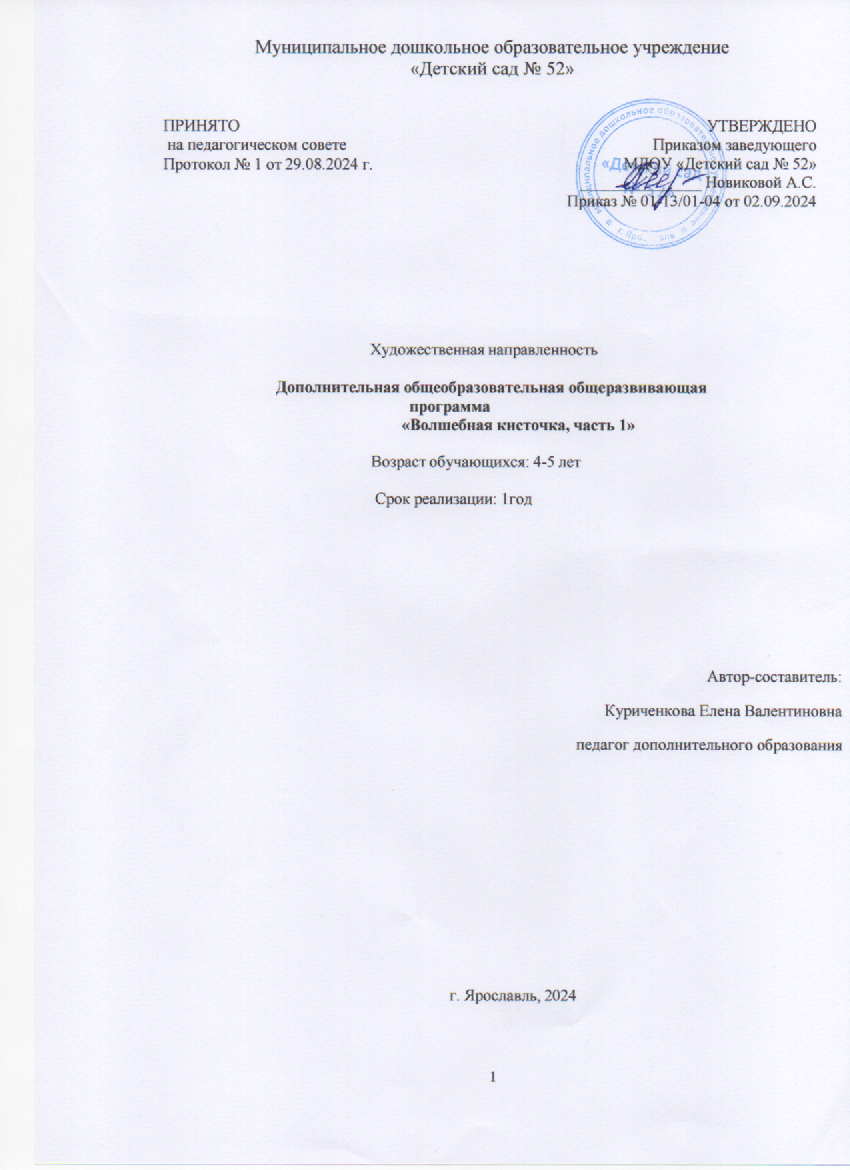 Муниципальное дошкольное образовательное учреждение
«Детский сад № 52»
ПРИНЯТО
на педагогическом совете
Протокол № 1 от 29.08.2024 г.
УТВЕРЖДЕНО
Приказом заведующего
МДОУ «Детский сад № 52»
Новиковой А.С.
Приказ № 01-13/01-04 от 02.09.2024
Художественная направленность
Дополнительная общеобразовательная общеразвивающая
программа
«Волшебная кисточка, часть 1»
Возраст обучающихся: 4-5 лет
Срок реализации: 1год
Автор-составитель:
Куриченкова Елена Валентиновна
педагог дополнительного образования
г. Ярославль, 2024
1